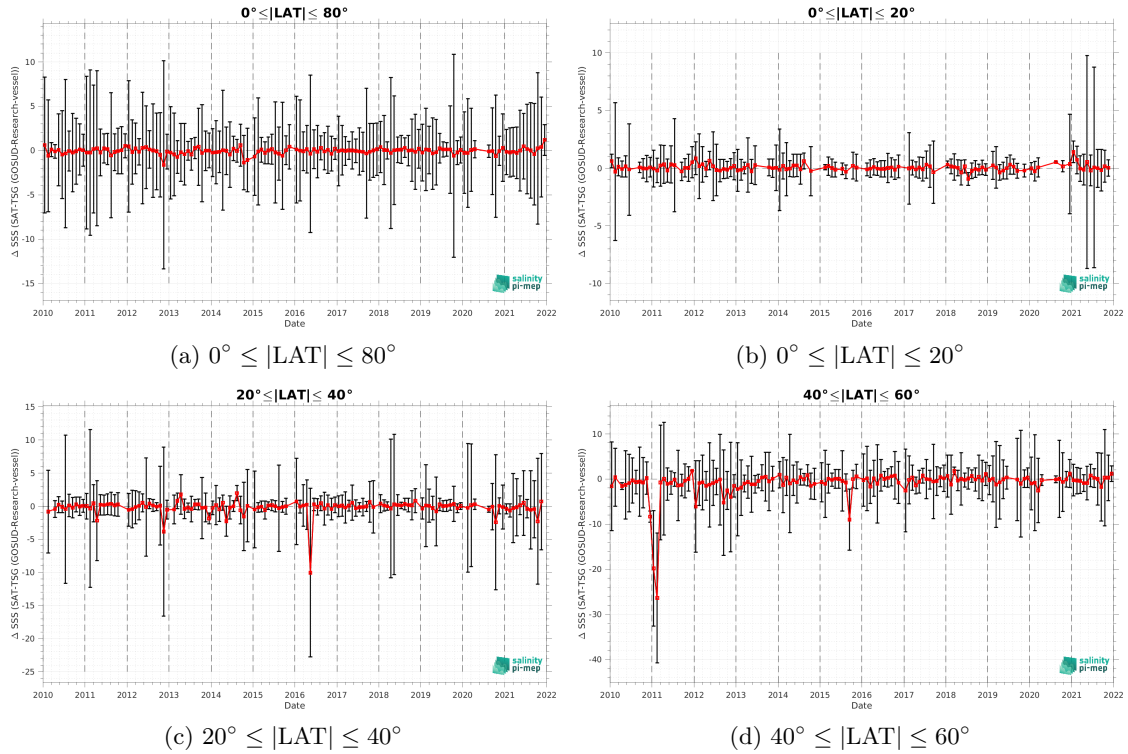 0°≤|LAT|≤ 80°
Δ SSS (SAT-TSG (GOSUD-Research-vessel))
10
5
0
-5
-10
-15
2010 2011 2012 2013 2014 2015 2016 2017 2018 2019 2020 2021 2022
Date
salinity
pi-mep
(a) 0° ≤ |LAT| ≤ 80°
0°≤|LAT|≤ 20°
Δ SSS (SAT-TSG (GOSUD-Research-vessel))
10
5
0
-5
-10
2010 2011 2012 2013 2014 2015 2016 2017 2018 2019 2020 2021 2022
Date
salinity
pi-mep
(b) 0° ≤ |LAT| ≤ 20°
20°≤|LAT|≤ 40°
Δ SSS (SAT-TSG (GOSUD-Research-vessel))
15
10
5
0
-5
-10
-15
-20
-25
2010 2011 2012 2013 2014 2015 2016 2017 2018 2019 2020 2021 2022
Date
salinity
pi-mep
(c) 20° ≤ |LAT| ≤ 40°
40°≤|LAT|≤ 60°
Δ SSS (SAT-TSG (GOSUD-Research-vessel))
10
0
-10
-20
-30
-40
2010 2011 2012 2013 2014 2015 2016 2017 2018 2019 2020 2021 2022
Date
salinity
pi-mep
(d) 40° ≤ |LAT| ≤ 60°